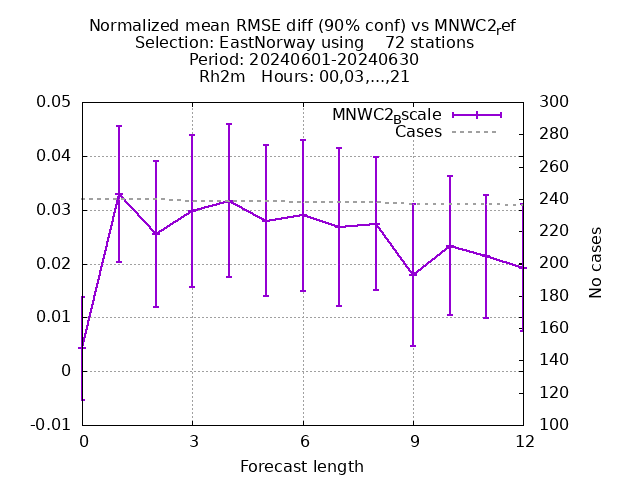 Normalized mean RMSE diff (90% conf) vs MNWC2ref
Selection: EastNorway using    72 stations
Period: 20240601-20240630
Rh2m   Hours: 00,03,...,21
MNWC2Bscale
Cases
0.05
0.04
0.03
0.02
0.01
0
-0.01
300
280
260
240
220
200
180
160
140
120
100
No cases
0
3
6
9
12
Forecast length